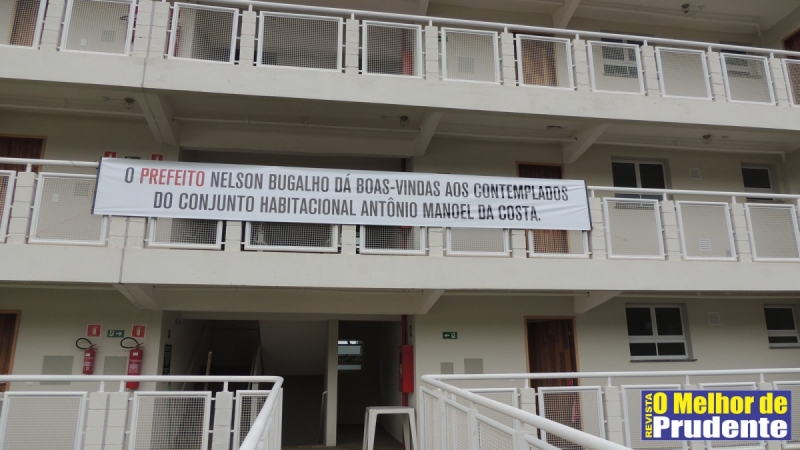 O PREFEITO NELSON BUGALHO DÁ BOAS-VINDAS AOS CONTEMPLADOS
DO CONJUNTO HABITACIONAL ANTÔNIO MANOEL DA COSTA.
REVISTA
O Melhor de
Prudente